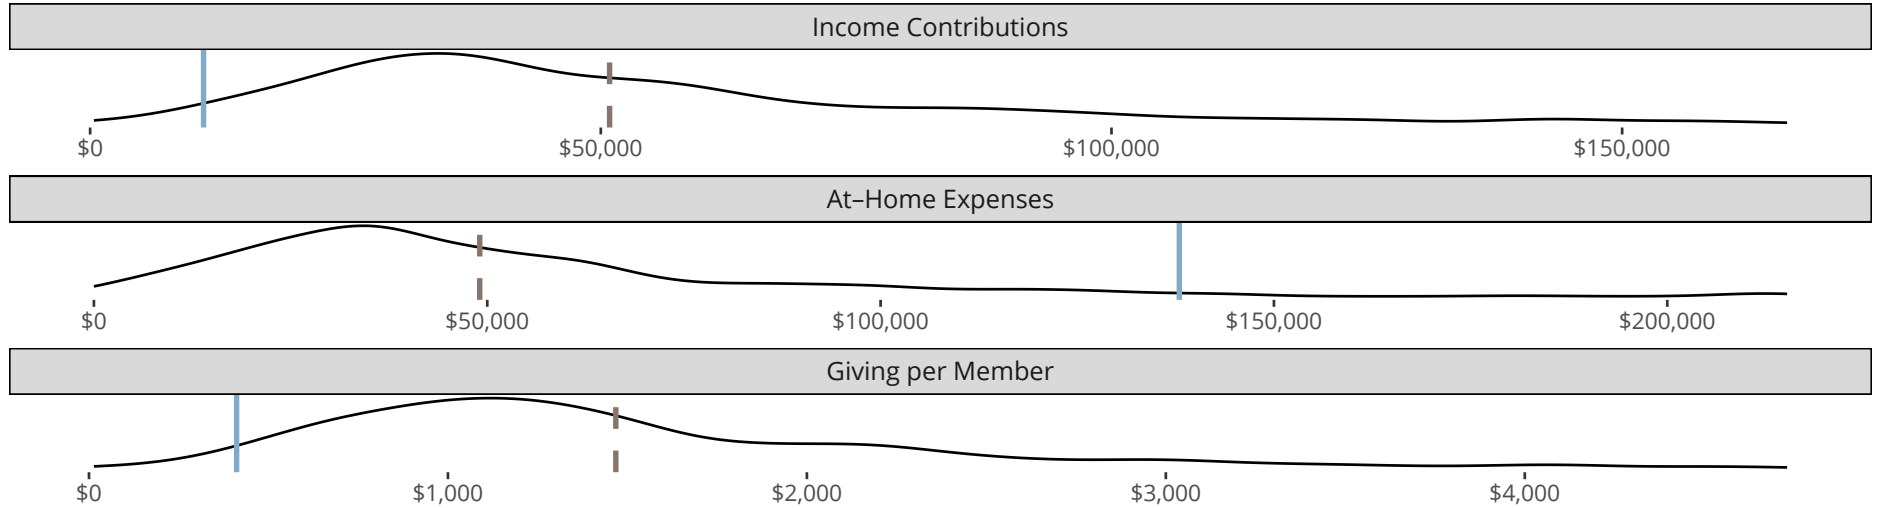 Income Contributions
$0 $50,000 $100,000 $150,000
At–Home Expenses
$0 $50,000 $100,000 $150,000 $200,000
Giving per Member
$0 $1,000 $2,000 $3,000 $4,000